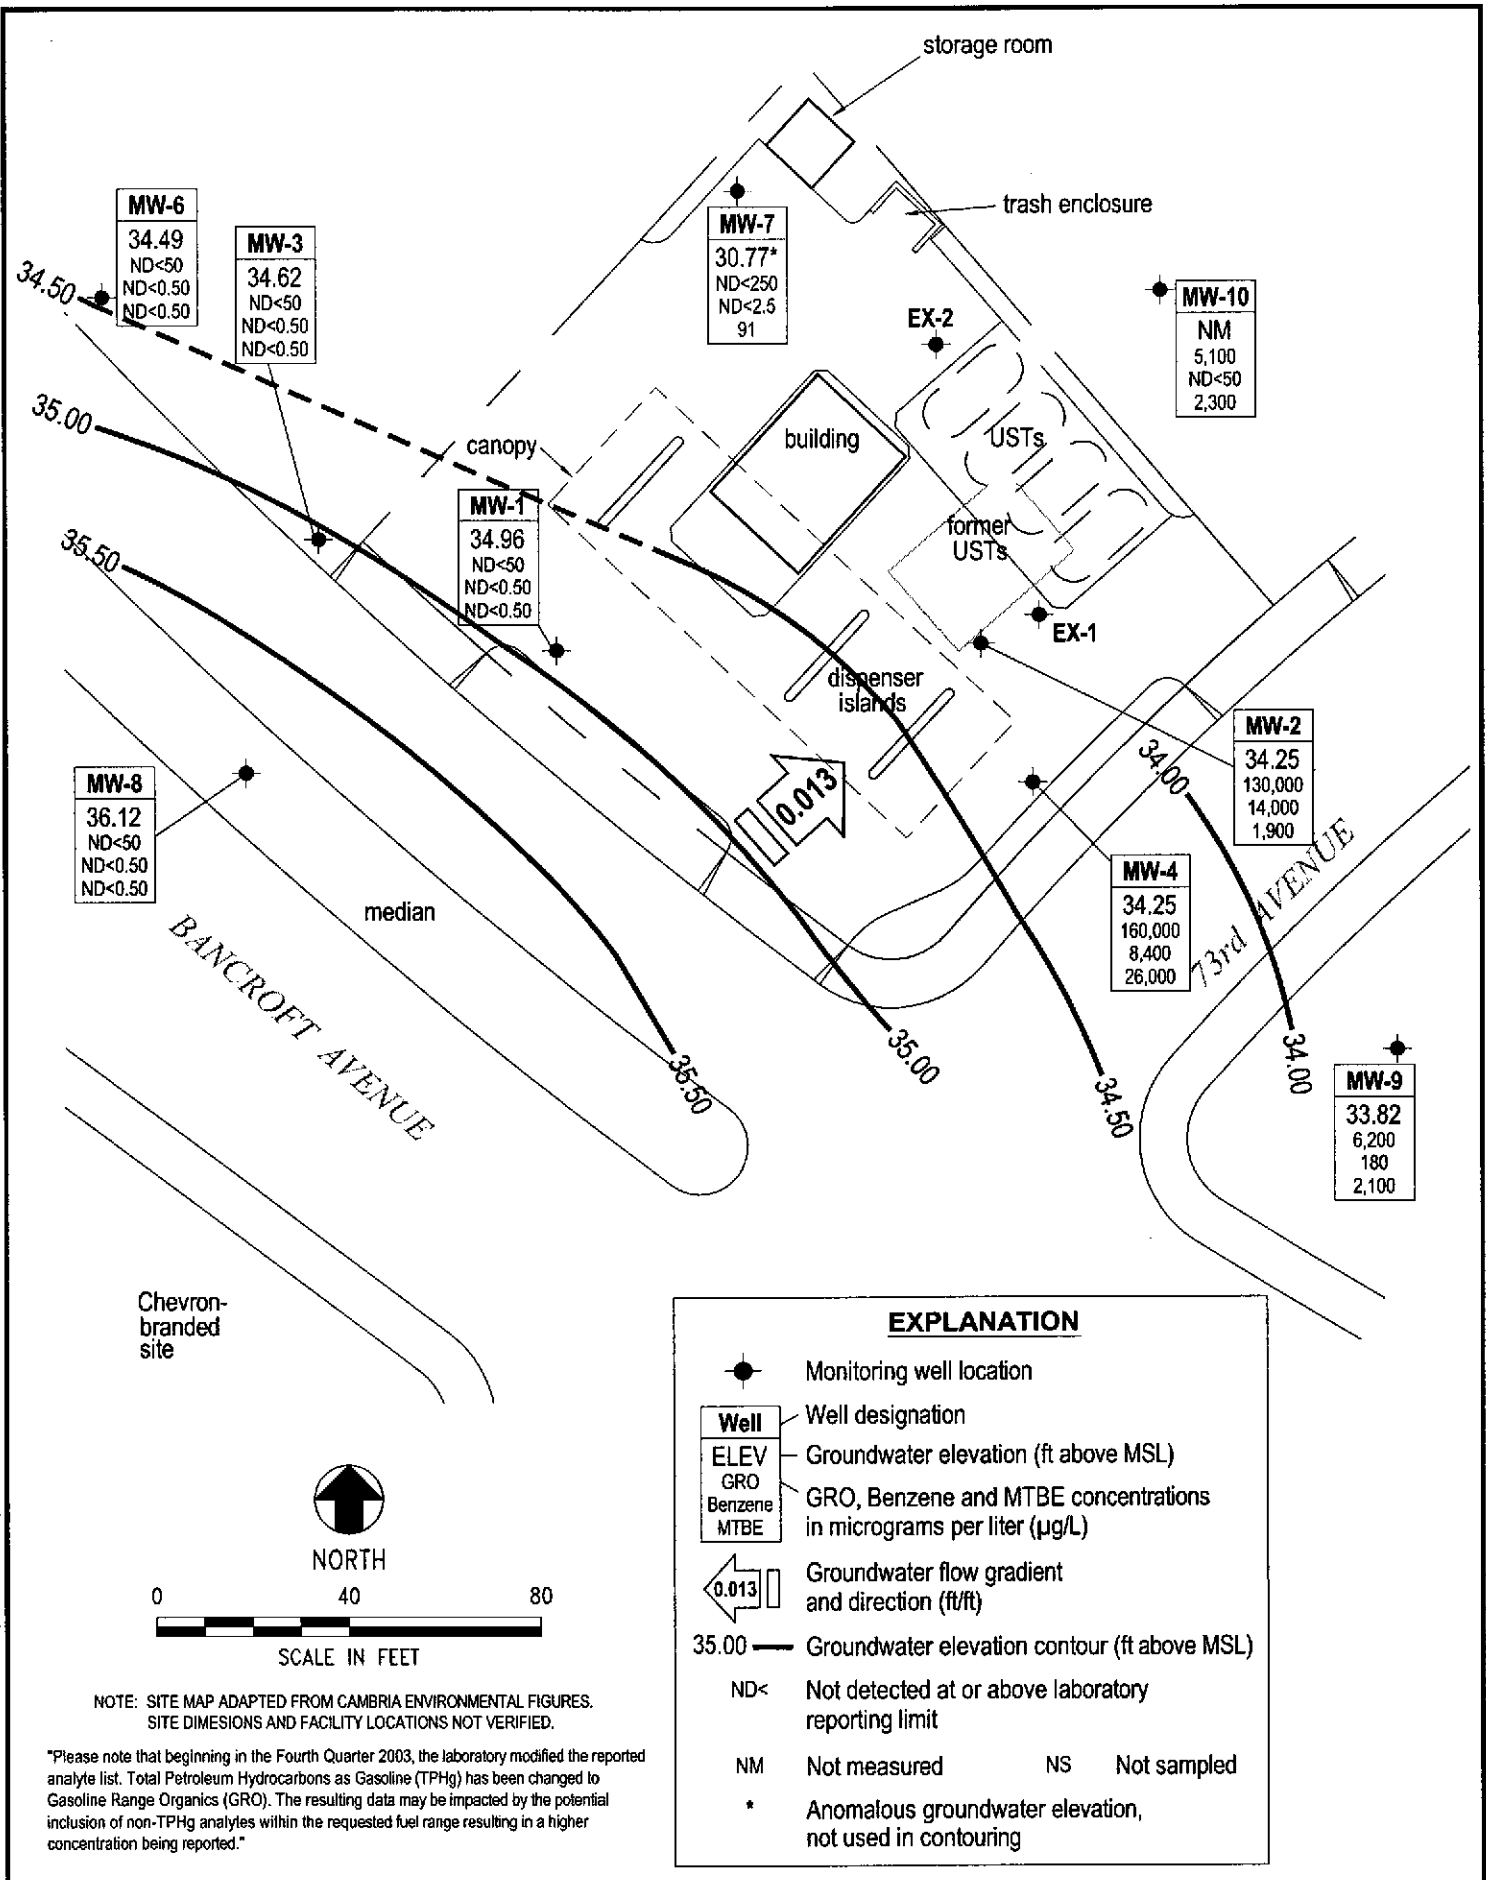 storage room
trash enclosure
MW-6
34.49
ND<50
ND<0.50
ND<0.50
MW-3
34.62
ND<50
ND<0.50
ND<0.50
MW-7
30.77*
ND<250
ND<2.5
91
MW-10
NM
5,100
ND<50
2,300
EX-2
34.50
35.00
35.50
canopy
building
USTs
former
USTs
MW-1
34.96
ND<50
ND<0.50
ND<0.50
EX-1
dispenser
islands
MW-2
34.25
130,000
14,000
1,900
34.00
0.013
MW-8
36.12
ND<50
ND<0.50
ND<0.50
MW-4
34.25
160,000
8,400
26,000
73rd AVENUE
median
BANCROFT AVENUE
35.50
35.00
34.50
34.00
MW-9
33.82
6,200
180
2,100
Chevron-
branded
site
NORTH
0 40 80
SCALE IN FEET
NOTE: SITE MAP ADAPTED FROM CAMBRIA ENVIRONMENTAL FIGURES.
SITE DIMESIONS AND FACILITY LOCATIONS NOT VERIFIED.
"Please note that beginning in the Fourth Quarter 2003, the laboratory modified the reported
analyte list. Total Petroleum Hydrocarbons as Gasoline (TPHg) has been changed to
Gasoline Range Organics (GRO). The resulting data may be impacted by the potential
inclusion of non-TPHg analytes within the requested fuel range resulting in a higher
concentration being reported."
EXPLANATION
Monitoring well location
Well
ELEV
GRO
Benzene
MTBE
Well designation
Groundwater elevation (ft above MSL)
GRO, Benzene and MTBE concentrations
in micrograms per liter (µg/L)
0.013
Groundwater flow gradient
and direction (ft/ft)
35.00 Groundwater elevation contour (ft above MSL)
ND< Not detected at or above laboratory
reporting limit
NM Not measured NS Not sampled
* Anomalous groundwater elevation,
not used in contouring